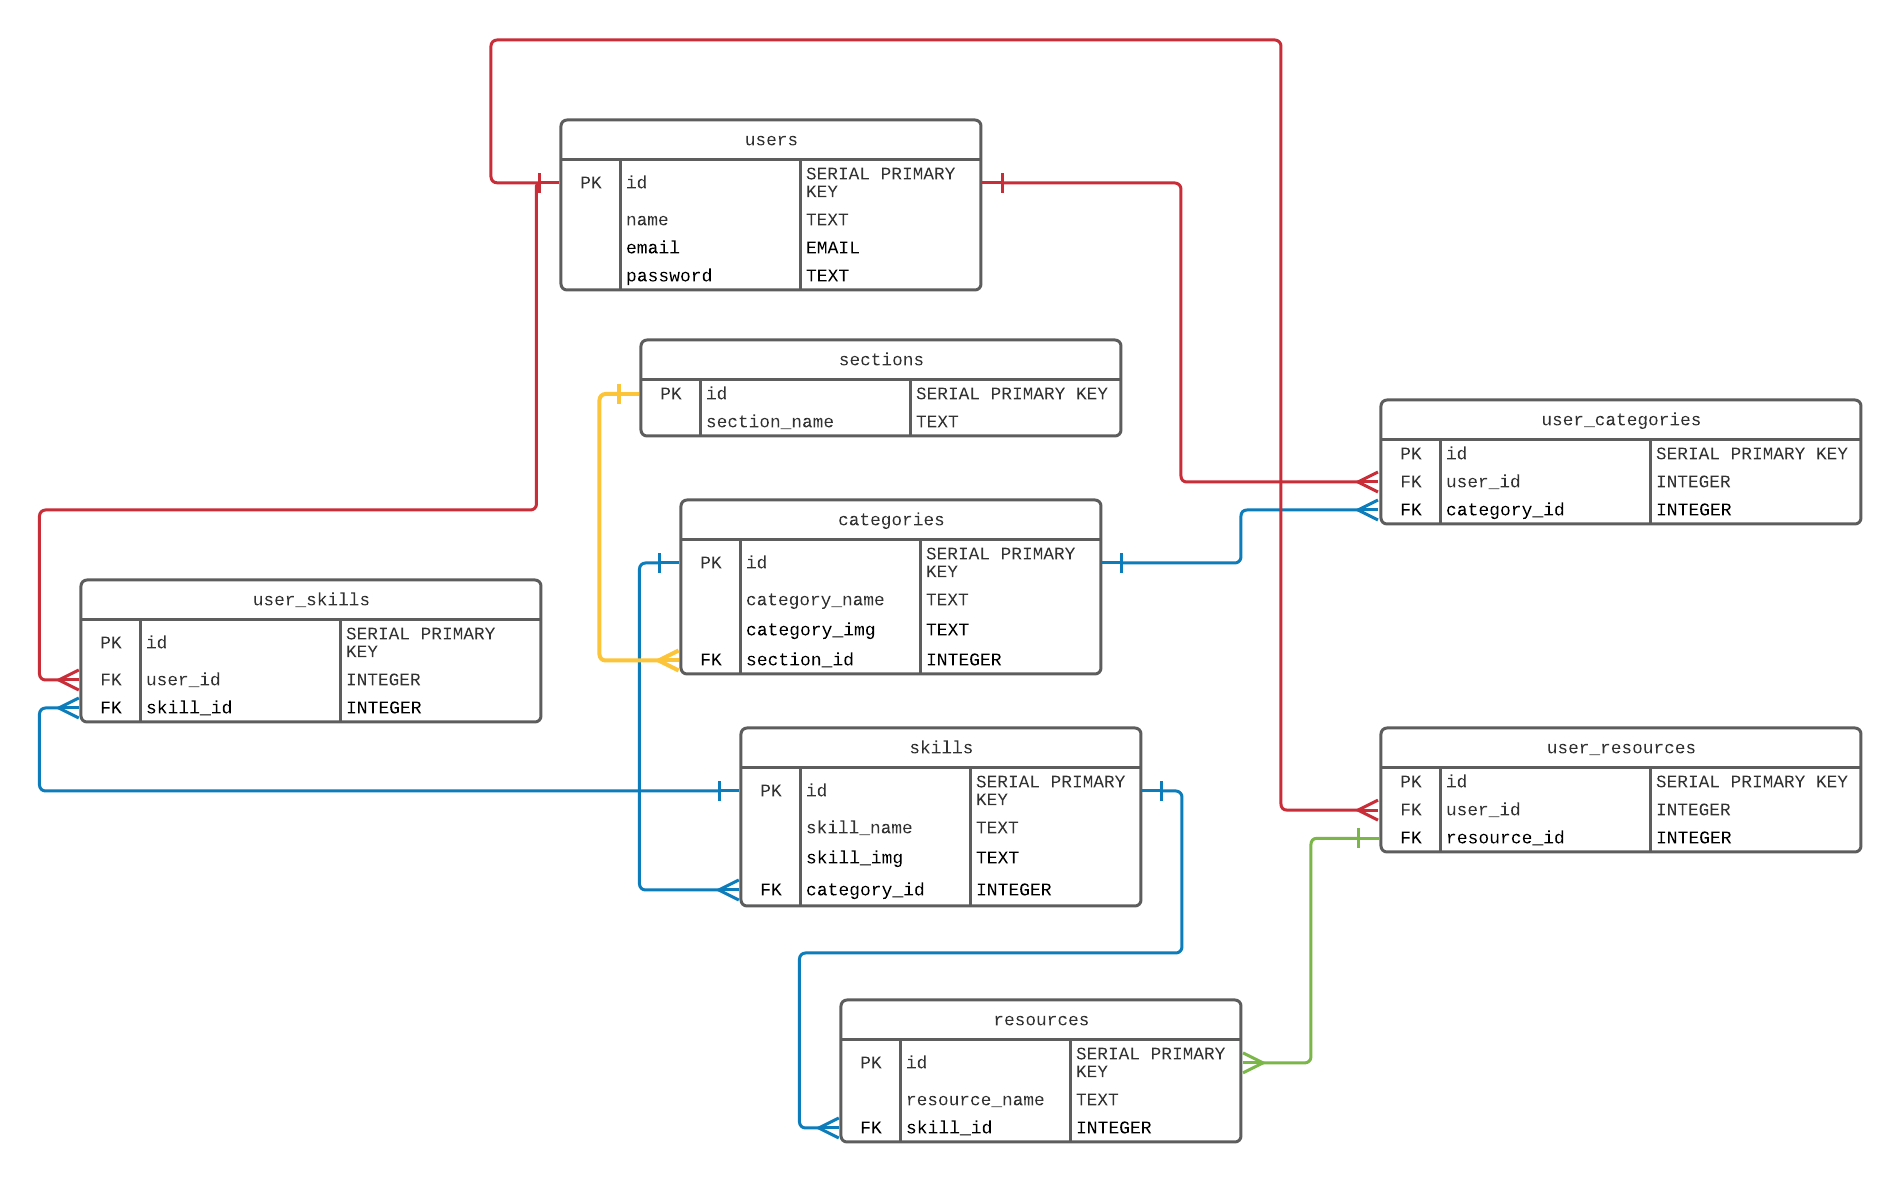 users
PK id SERIAL PRIMARY
KEY
name TEXT
email EMAIL
password TEXT
sections
PK id SERIAL PRIMARY KEY
section_name TEXT
user_categories
PK id SERIAL PRIMARY KEY
FK user_id INTEGER
FK category_id INTEGER
categories
PK id SERIAL PRIMARY
KEY
category_name TEXT
category_img TEXT
FK section_id INTEGER
user_skills
PK id SERIAL PRIMARY
KEY
FK user_id INTEGER
FK skill_id INTEGER
skills
PK id SERIAL PRIMARY
KEY
skill_name TEXT
skill_img TEXT
FK category_id INTEGER
user_resources
PK id SERIAL PRIMARY KEY
FK user_id INTEGER
FK resource_id INTEGER
resources
PK id SERIAL PRIMARY
KEY
resource_name TEXT
FK skill_id INTEGER